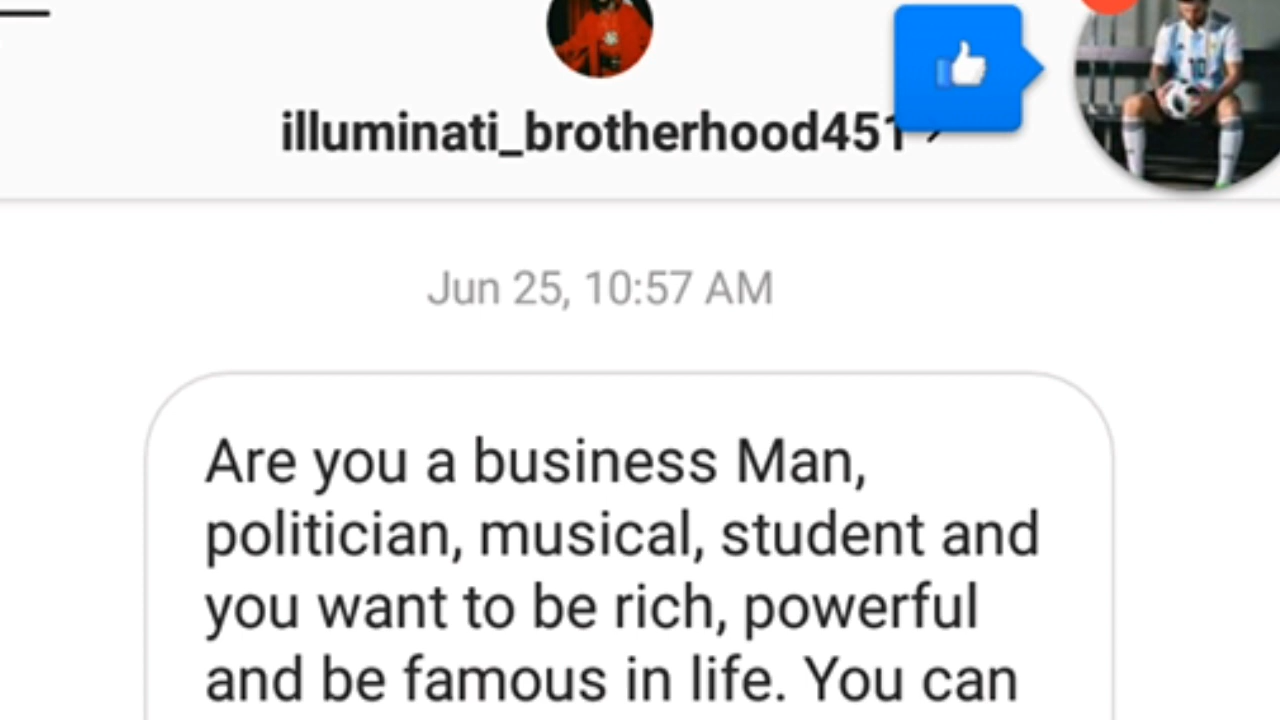 illuminati_brotherhood451
Jun 25, 10:57 AM
Are you a business Man,
politician, musical, student and
you want to be rich, powerful
and be famous in life. You can